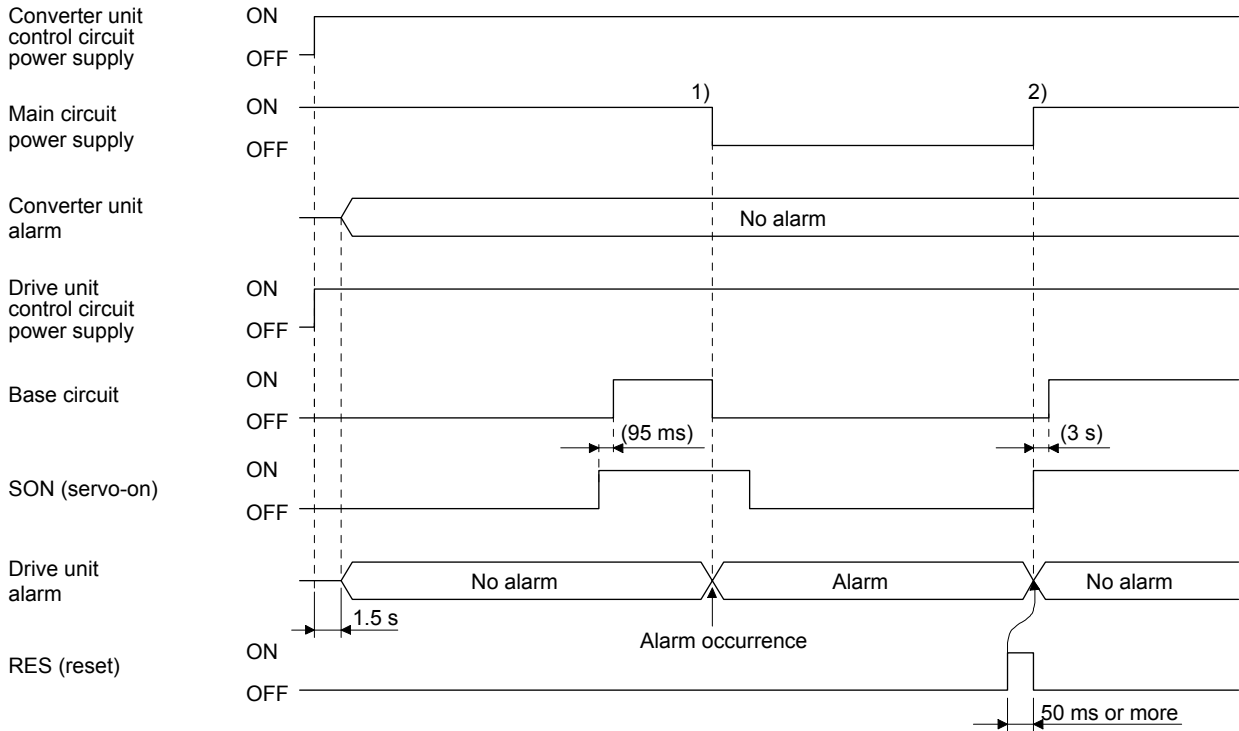 Converter unit
control circuit
power supply
ON
OFF
Main circuit
power supply
ON
OFF
1)
2)
Converter unit
alarm
No alarm
Drive unit
control circuit
power supply
ON
OFF
Base circuit
ON
OFF
(95 ms)
(3 s)
SON (servo-on)
ON
OFF
Drive unit
alarm
No alarm
Alarm
No alarm
1.5 s
Alarm occurrence
RES (reset)
ON
OFF
50 ms or more